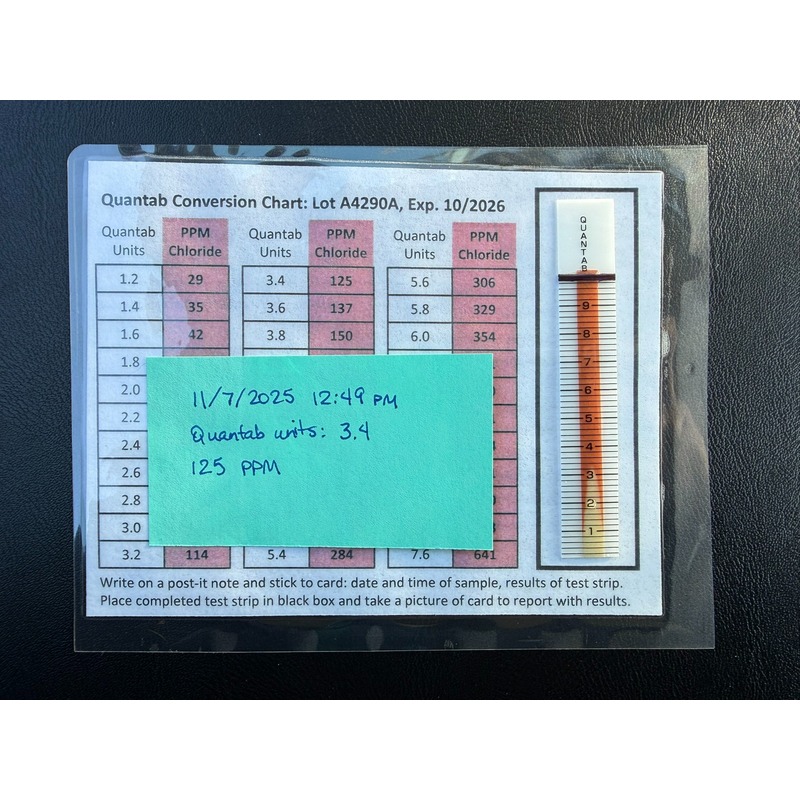 Quantab Conversion Chart: Lot A4290A, Exp. 10/2026
Quantab Units PPM Chloride Quantab Units PPM Chloride Quantab Units PPM Chloride
1.2 29 3.4 125 5.6 306
1.4 35 3.6 137 5.8 329
1.6 42 3.8 150 6.0 354
1.8
2.0
2.2
2.4
2.6
2.8
3.0
3.2 114 5.4 284 7.6 641
11/7/2025 12:49 PM
Quantab units: 3.4
125 PPM
Write on a post-it note and stick to card: date and time of sample, results of test strip.
Place completed test strip in black box and take a picture of card to report with results.
QUANTAB
9
8
7
6
5
4
3
2
1